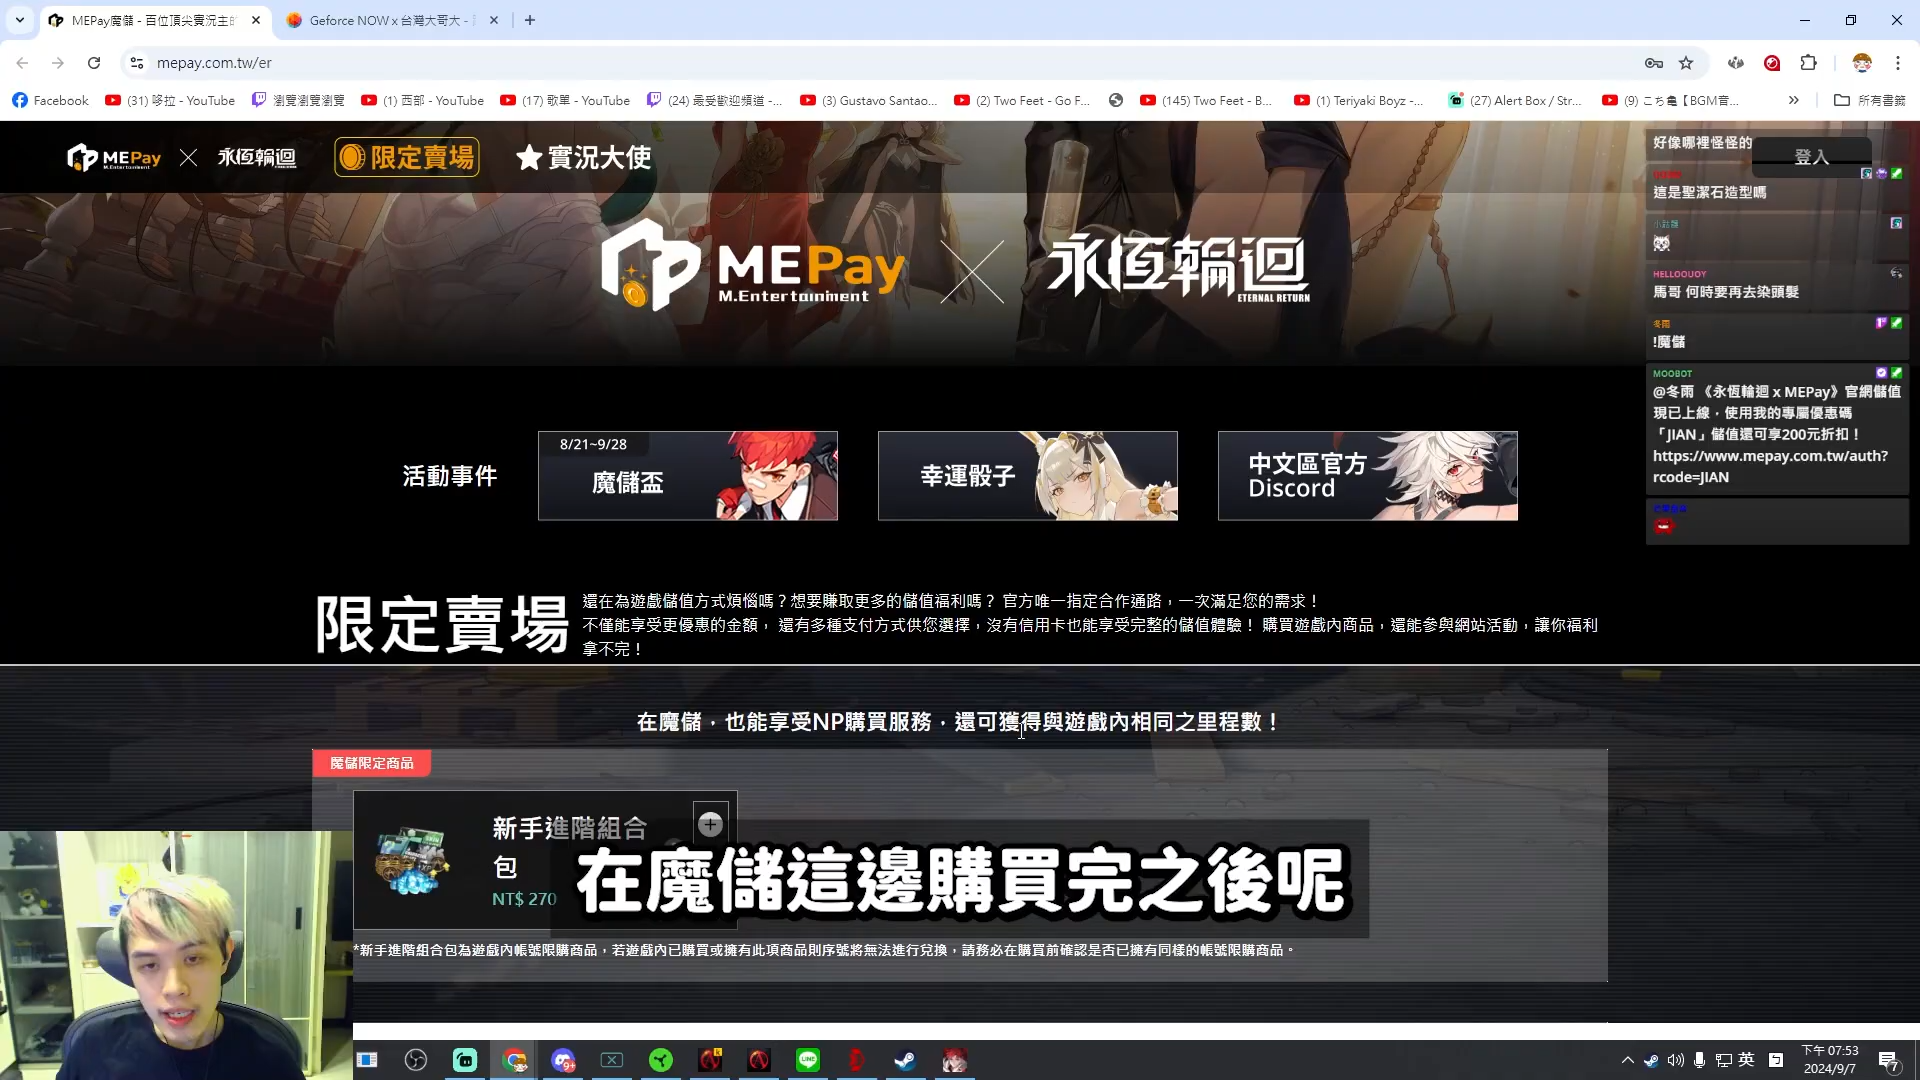 MEPay魔儲 - 百位頂尖實況主的
Geforce NOW x 台灣大哥大 -
mepay.com.tw/er
Facebook
(31) 哆拉 - YouTube
瀏覽瀏覽瀏覽
(1) 西部 - YouTube
(17) 歌單 - YouTube
(24) 最受歡迎頻道 -...
(3) Gustavo Santao...
(2) Two Feet - Go F...
(145) Two Feet - B...
(1) Teriyaki Boyz -...
(27) Alert Box / Str...
(9) こち亀【BGM音...
所有書籤
MEPay
M.Entertainment
永恆輪迴
限定賣場
實況大使
登入
MEPay
M.Entertainment
永恆輪迴
ETERNAL RETURN
好像哪裡怪怪的
這是聖潔石造型嗎
HELLOOUOY
馬哥 何時要再去染頭髮
冬雨
!魔儲
MOOBOT
@冬雨 《永恆輪迴 x MEPay》官網儲值
現已上線,使用我的專屬優惠碼
「JIAN」儲值還可享200元折扣!
https://www.mepay.com.tw/auth?
rcode=JIAN
活動事件
8/21~9/28
魔儲盃
幸運骰子
中文區官方
Discord
限定賣場
還在為遊戲儲值方式煩惱嗎?想要賺取更多的儲值福利嗎? 官方唯一指定合作通路,一次滿足您的需求!
不僅能享受更優惠的金額, 還有多種支付方式供您選擇,沒有信用卡也能享受完整的儲值體驗! 購買遊戲內商品,還能參與網站活動,讓你福利
拿不完!
在魔儲,也能享受NP購買服務,還可獲得與遊戲內相同之里程數!
魔儲限定商品
新手進階組合
包
NT$ 270
在魔儲這邊購買完之後呢
*新手進階組合包為遊戲內帳號限購商品,若遊戲內已購買或擁有此項商品則序號將無法進行兌換,請務必在購買前確認是否已擁有同樣的帳號限購商品。
英
下午 07:53
2024/9/7
7